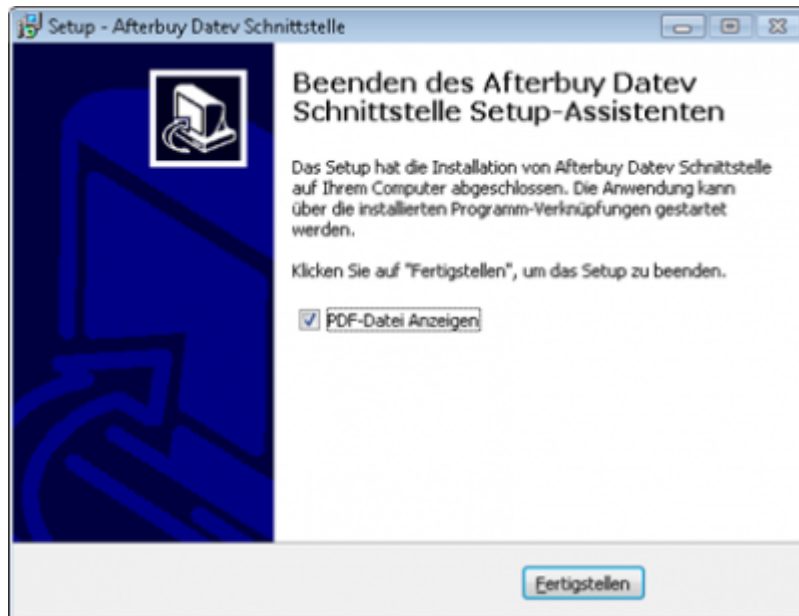 Setup - Afterbuy Datev Schnittstelle
Beenden des Afterbuy Datev
Schnittstelle Setup-Assistenten
Das Setup hat die Installation von Afterbuy Datev Schnittstelle
auf Ihrem Computer abgeschlossen. Die Anwendung kann
über die installierten Programm-Verknüpfungen gestartet
werden.
Klicken Sie auf "Fertigstellen", um das Setup zu beenden.
PDF-Datei Anzeigen
Fertigstellen